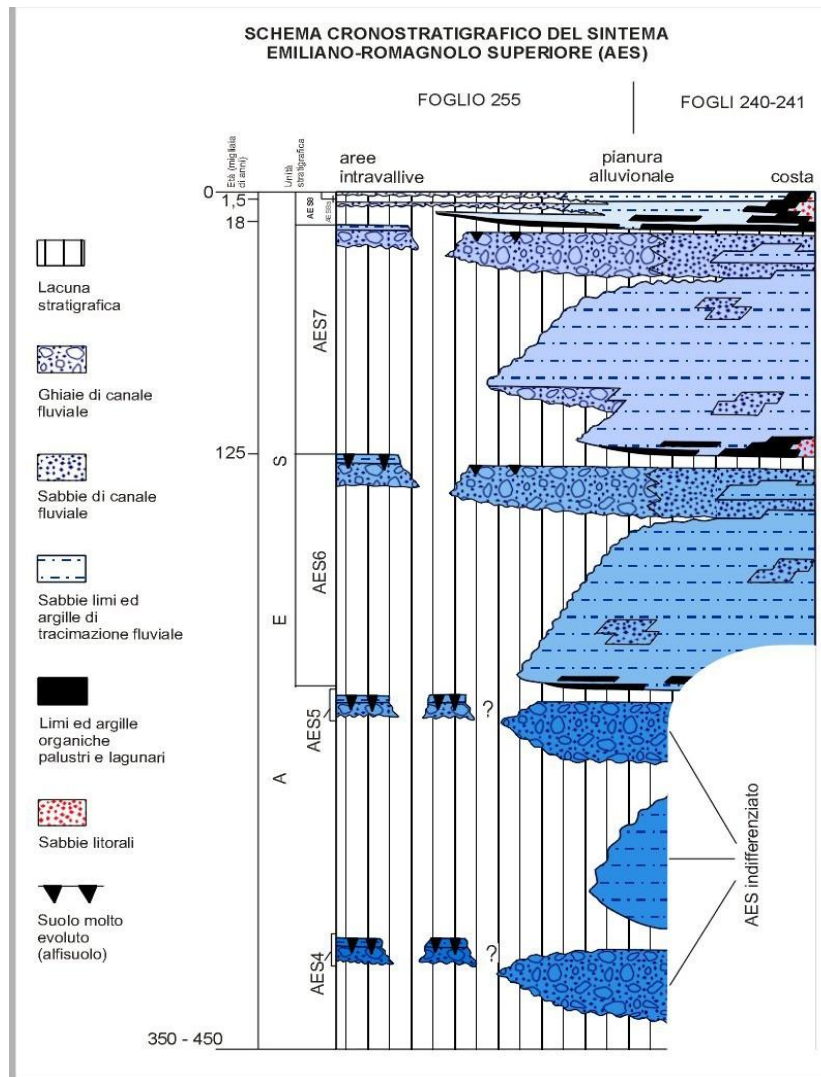 SCHEMA CRONOSTRATIGRAFICO DEL SINTEMA
EMILIANO-ROMAGNOLO SUPERIORE (AES)
FOGLIO 255
FOGLI 240-241
Età (migliaia
di anni)
Unità
stratigrafica
aree
intravallive
pianura
alluvionale
costa
0
1,5
18
AES8
AES8a
Lacuna
stratigrafica
AES7
Ghiaie di canale
fluviale
125
S
Sabbie di canale
fluviale
AES6
Sabbie limi ed
argille di
tracimazione fluviale
E
Limi ed argille
organiche
palustri e lagunari
AES5
?
A
Sabbie litorali
AES indifferenziato
Suolo molto
evoluto
(alfisuolo)
AES4
?
350 - 450